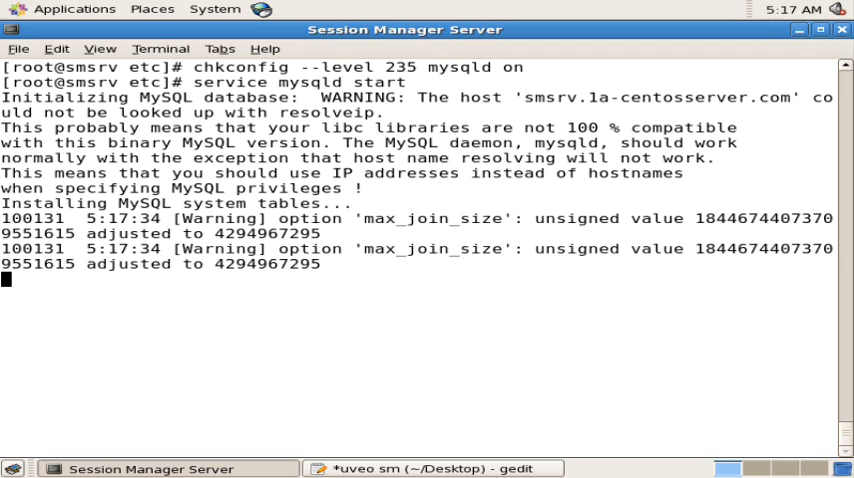 Applications Places System 5:17 AM
Session Manager Server
File Edit View Terminal Tabs Help
[root@smsrv etc]# chkconfig --level 235 mysqld on
[root@smsrv etc]# service mysqld start
Initializing MySQL database:  WARNING: The host 'smsrv.1a-centosserver.com' co
uld not be looked up with resolveip.
This probably means that your libc libraries are not 100 % compatible
with this binary MySQL version. The MySQL daemon, mysqld, should work
normally with the exception that host name resolving will not work.
This means that you should use IP addresses instead of hostnames
when specifying MySQL privileges !
Installing MySQL system tables...
100131  5:17:34 [Warning] option 'max_join_size': unsigned value 1844674407370
9551615 adjusted to 4294967295
100131  5:17:34 [Warning] option 'max_join_size': unsigned value 1844674407370
9551615 adjusted to 4294967295
Session Manager Server *uveo sm (~/Desktop) - gedit